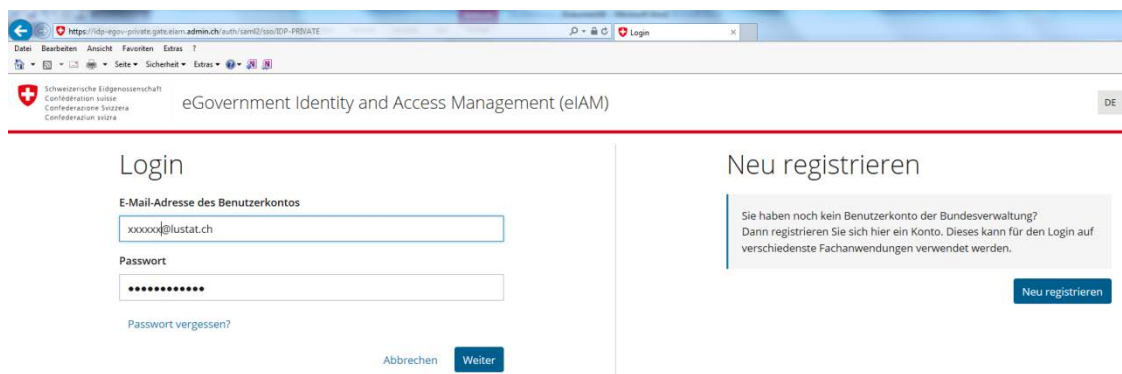 https://idp-egov-private.gate.eiam.admin.ch/auth/saml2/sso/IDP-PRIVATE
Login
Datei Bearbeiten Ansicht Favoriten Extras ?
Seite Sicherheit Extras
Schweizerische Eidgenossenschaft
Confédération suisse
Confederazione Svizzera
Confederaziun svizra
eGovernment Identity and Access Management (eIAM)
DE
Login
E-Mail-Adresse des Benutzerkontos
xxxxxx@lustat.ch
Passwort
••••••••••••
Passwort vergessen?
Abbrechen
Weiter
Neu registrieren
Sie haben noch kein Benutzerkonto der Bundesverwaltung?
Dann registrieren Sie sich hier ein Konto. Dieses kann für den Login auf
verschiedenste Fachanwendungen verwendet werden.
Neu registrieren